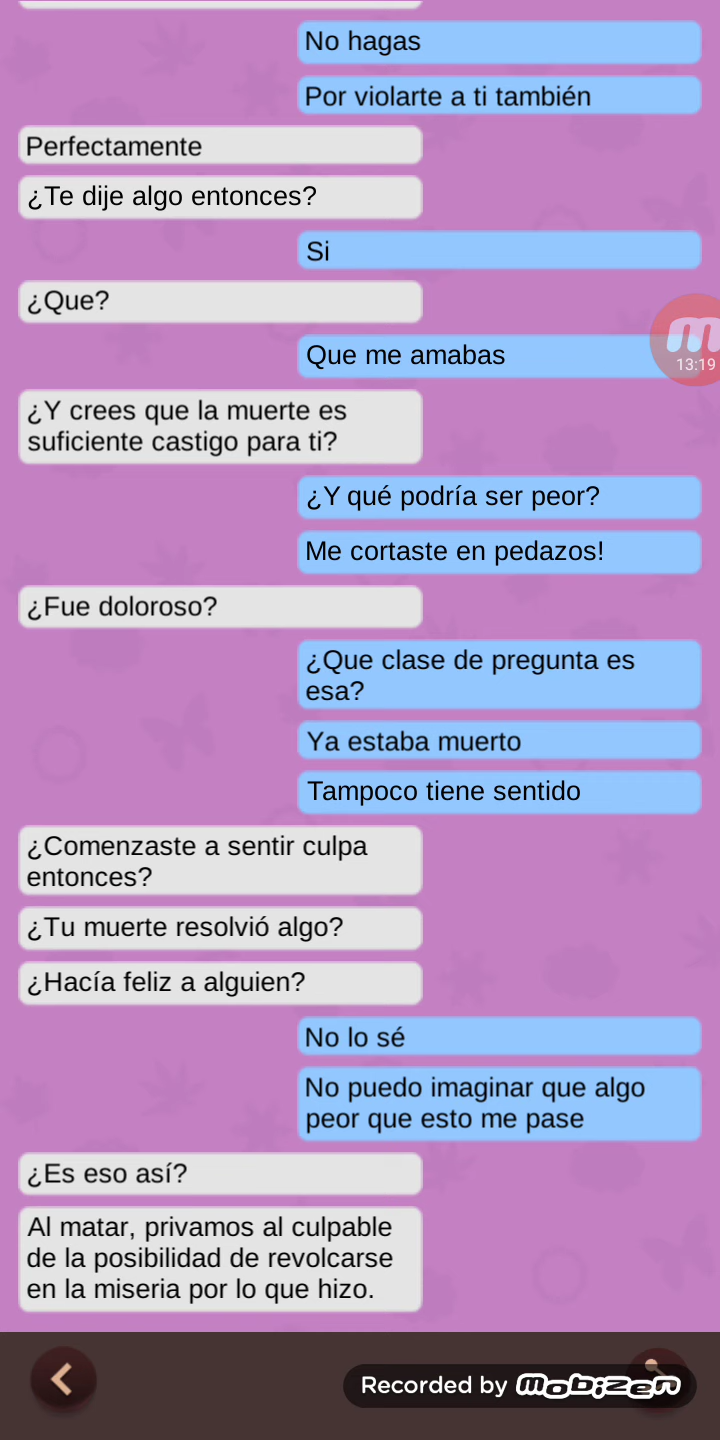 No hagas
Por violarte a ti también
Perfectamente
¿Te dije algo entonces?
Si
¿Que?
Que me amabas
13:19
¿Y crees que la muerte es
suficiente castigo para ti?
¿Y qué podría ser peor?
Me cortaste en pedazos!
¿Fue doloroso?
¿Que clase de pregunta es
esa?
Ya estaba muerto
Tampoco tiene sentido
¿Comenzaste a sentir culpa
entonces?
¿Tu muerte resolvió algo?
¿Hacía feliz a alguien?
No lo sé
No puedo imaginar que algo
peor que esto me pase
¿Es eso así?
Al matar, privamos al culpable
de la posibilidad de revolcarse
en la miseria por lo que hizo.
Recorded by mobizen